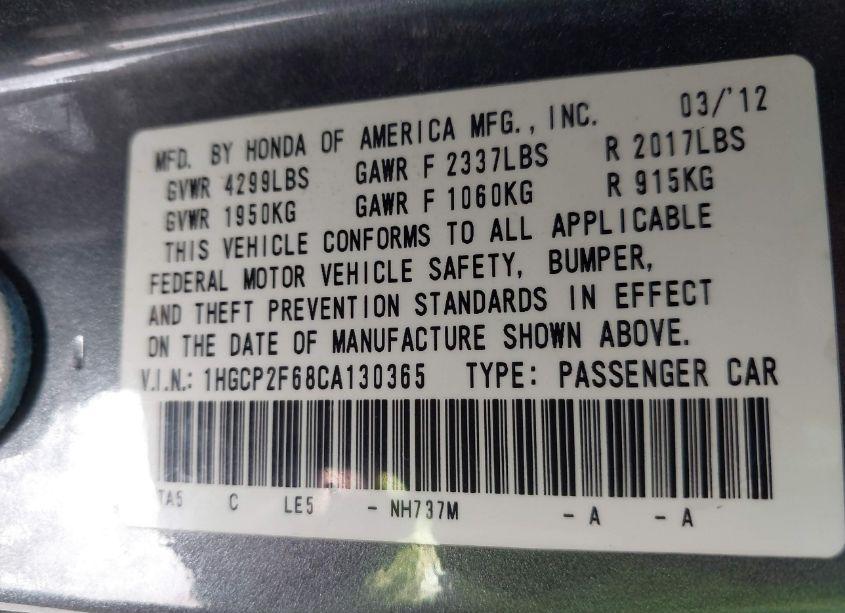 MFD. BY HONDA OF AMERICA MFG., INC. 03/'12
GVWR 4299LBS GAWR F 2337LBS R 2017LBS
GVWR 1950KG GAWR F 1060KG R 915KG
THIS VEHICLE CONFORMS TO ALL APPLICABLE
FEDERAL MOTOR VEHICLE SAFETY, BUMPER,
AND THEFT PREVENTION STANDARDS IN EFFECT
ON THE DATE OF MANUFACTURE SHOWN ABOVE.
V.I.N.: 1HGCP2F68CA130365 TYPE: PASSENGER CAR
TA5 C LE5 - NH737M - A - A